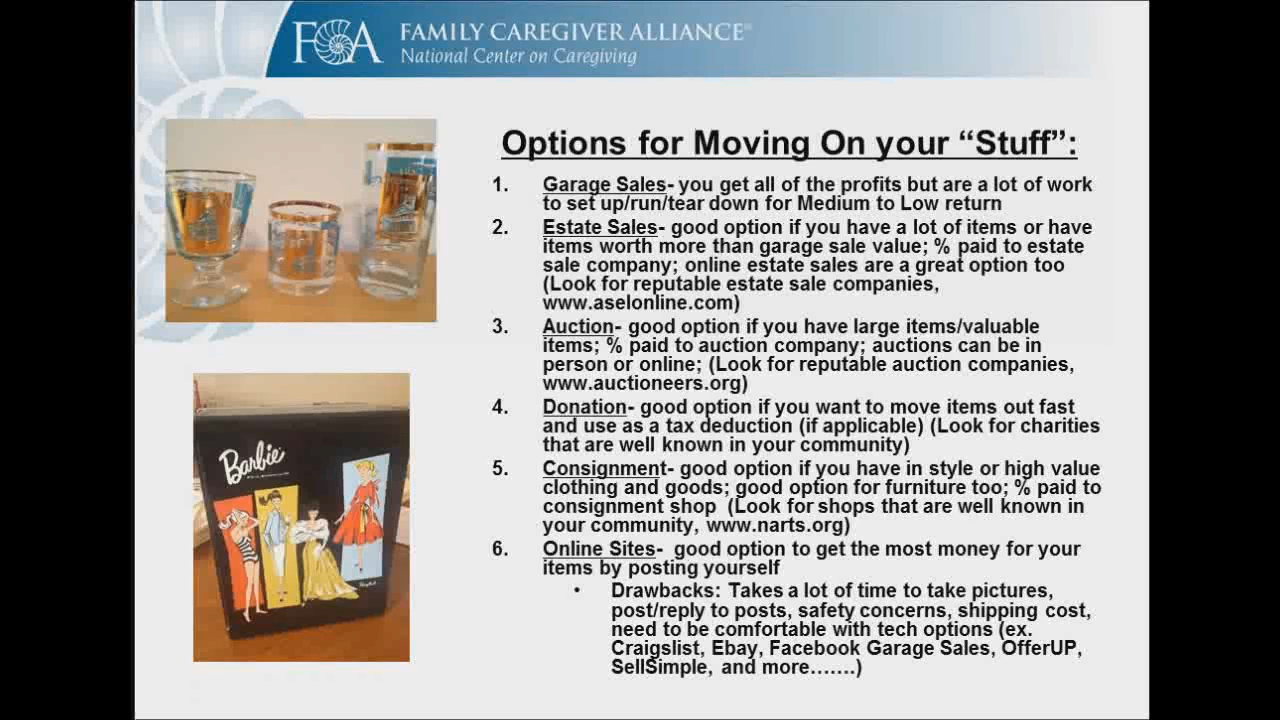 FCA FAMILY CAREGIVER ALLIANCE®
National Center on Caregiving
Options for Moving On your “Stuff”:
1. Garage Sales- you get all of the profits but are a lot of work
to set up/run/tear down for Medium to Low return
2. Estate Sales- good option if you have a lot of items or have
items worth more than garage sale value; % paid to estate
sale company; online estate sales are a great option too
(Look for reputable estate sale companies,
www.aselonline.com)
3. Auction- good option if you have large items/valuable
items; % paid to auction company; auctions can be in
person or online; (Look for reputable auction companies,
www.auctioneers.org)
4. Donation- good option if you want to move items out fast
and use as a tax deduction (if applicable) (Look for charities
that are well known in your community)
5. Consignment- good option if you have in style or high value
clothing and goods; good option for furniture too; % paid to
consignment shop (Look for shops that are well known in
your community, www.narts.org)
6. Online Sites- good option to get the most money for your
items by posting yourself
• Drawbacks: Takes a lot of time to take pictures,
post/reply to posts, safety concerns, shipping cost,
need to be comfortable with tech options (ex.
Craigslist, Ebay, Facebook Garage Sales, OfferUP,
SellSimple, and more…….)
Barbie